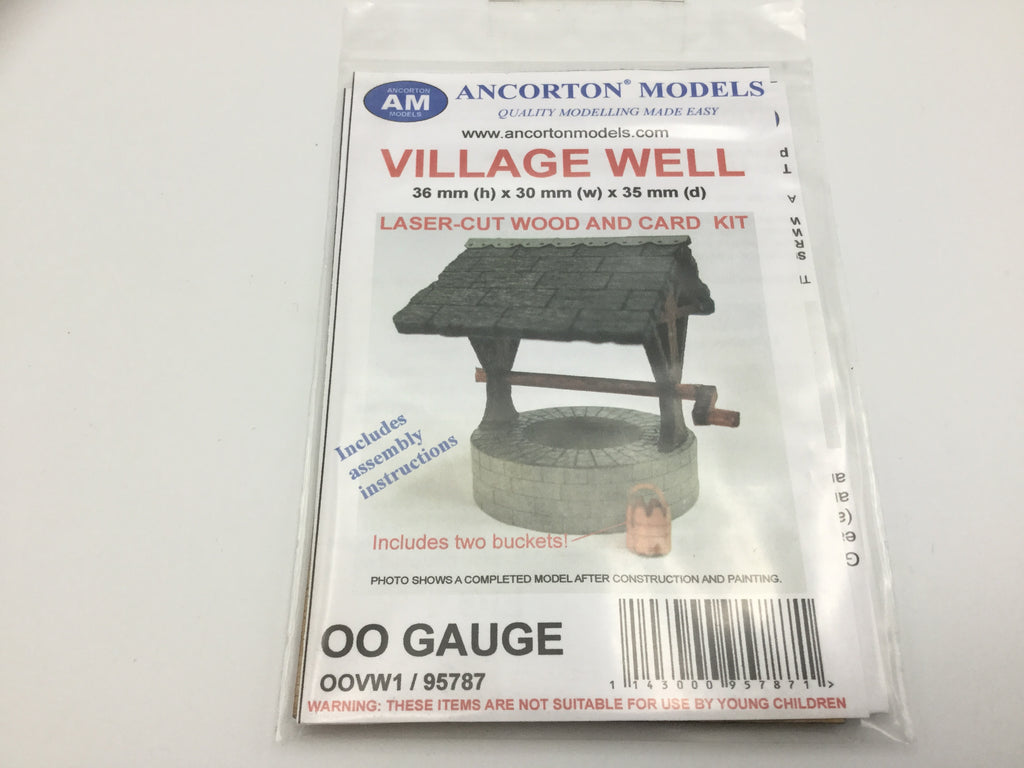 ANCORTON
AM
MODELS
ANCORTON® MODELS
QUALITY MODELLING MADE EASY
www.ancortonmodels.com
VILLAGE WELL
36 mm (h) x 30 mm (w) x 35 mm (d)
LASER-CUT WOOD AND CARD KIT
Includes
assembly
instructions
Includes two buckets!
PHOTO SHOWS A COMPLETED MODEL AFTER CONSTRUCTION AND PAINTING.
OO GAUGE
OOVW1 / 95787
1 143000 957871 >
WARNING: THESE ITEMS ARE NOT SUITABLE FOR USE BY YOUNG CHILDREN